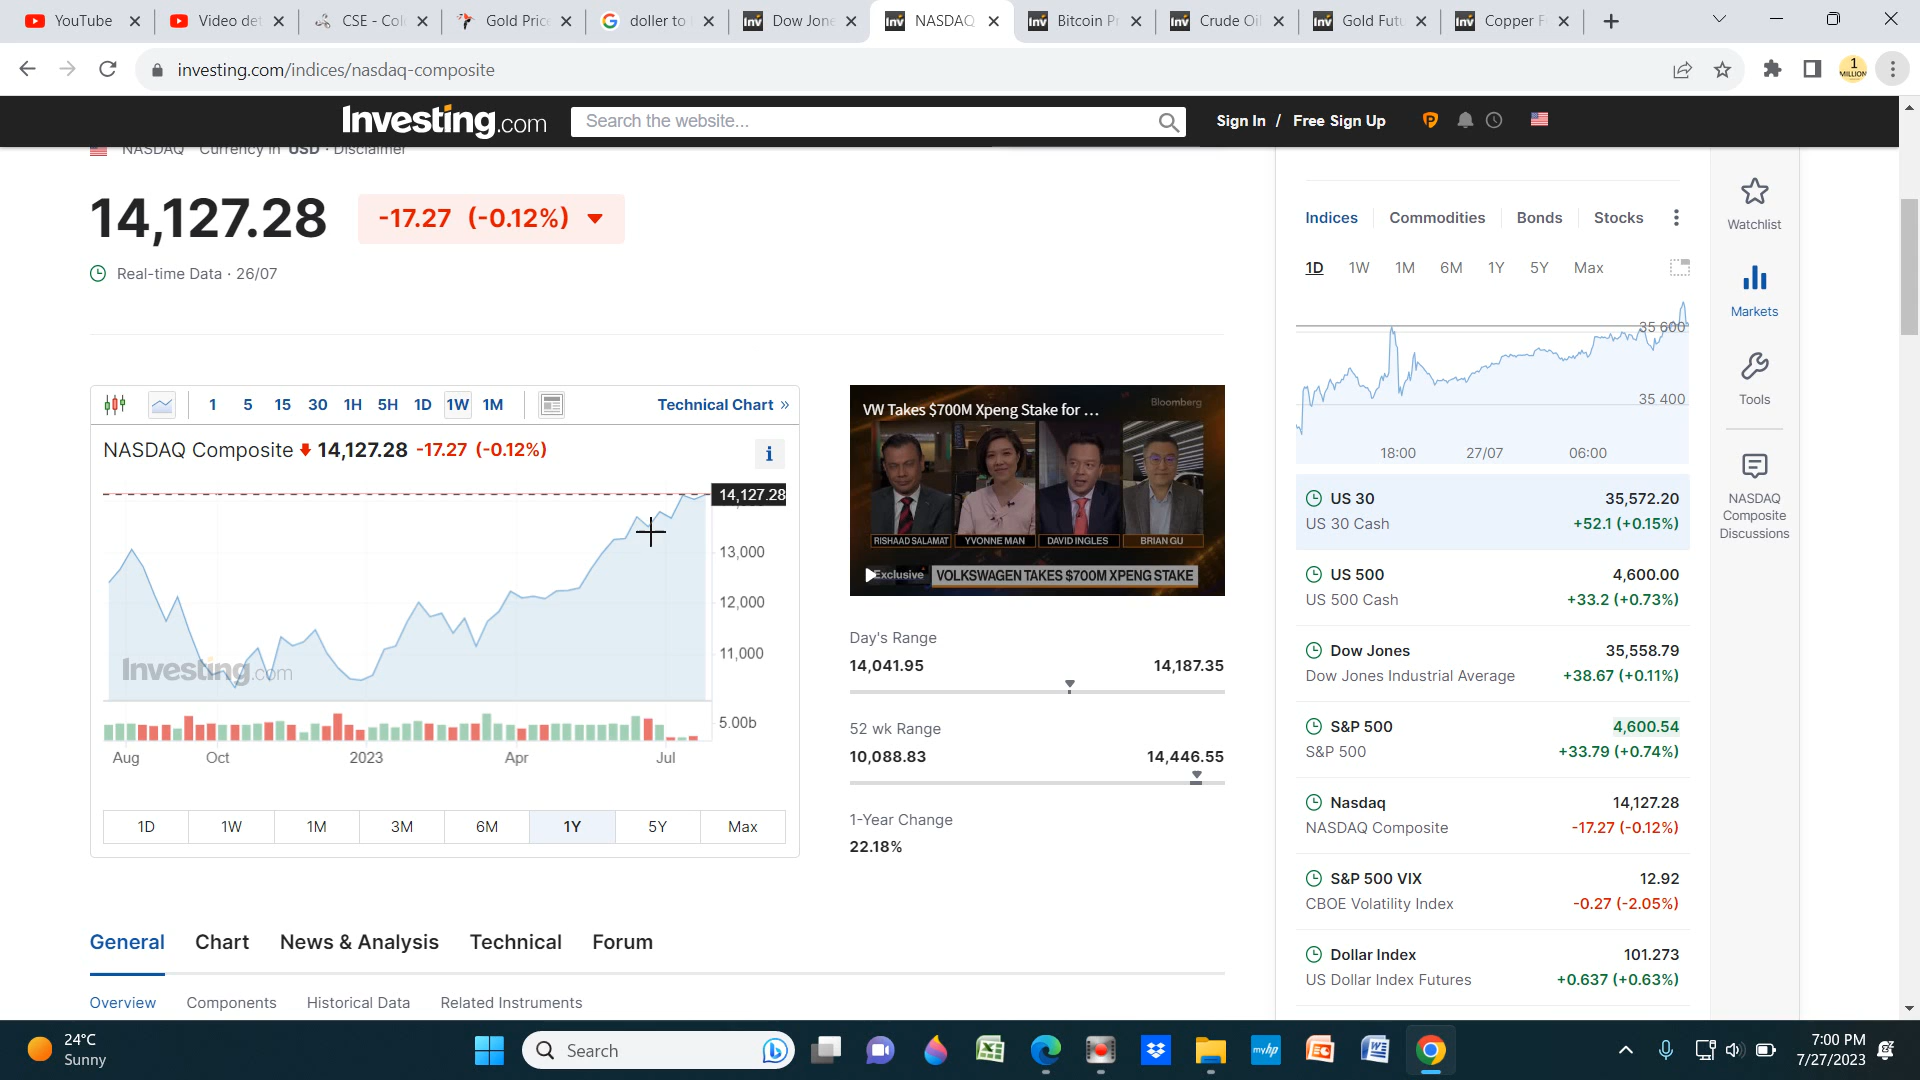 YouTube
Video det
CSE - Col
Gold Pric
doller to
Dow Jone
NASDAQ
Bitcoin Pr
Crude Oil
Gold Futu
Copper F
investing.com/indices/nasdaq-composite
1 MILLION
Investing.com
Search the website...
Sign In / Free Sign Up
NASDAQ Currency in USD · Disclaimer
14,127.28
-17.27 (-0.12%)
Real-time Data · 26/07
1 5 15 30 1H 5H 1D 1W 1M
Technical Chart »
NASDAQ Composite 14,127.28 -17.27 (-0.12%)
14,127.28
13,000
12,000
11,000
5.00b
Investing.com
Aug Oct 2023 Apr Jul
1D 1W 1M 3M 6M 1Y 5Y Max
VW Takes $700M Xpeng Stake for ...
Bloomberg
RISHAAD SALAMAT YVONNE MAN DAVID INGLES BRIAN GU
Exclusive VOLKSWAGEN TAKES $700M XPENG STAKE
Day's Range
14,041.95 14,187.35
52 wk Range
10,088.83 14,446.55
1-Year Change
22.18%
General Chart News & Analysis Technical Forum
Overview Components Historical Data Related Instruments
Indices Commodities Bonds Stocks
1D 1W 1M 6M 1Y 5Y Max
35 600
35 400
18:00 27/07 06:00
US 30 35,572.20
US 30 Cash +52.1 (+0.15%)
US 500 4,600.00
US 500 Cash +33.2 (+0.73%)
Dow Jones 35,558.79
Dow Jones Industrial Average +38.67 (+0.11%)
S&P 500 4,600.54
S&P 500 +33.79 (+0.74%)
Nasdaq 14,127.28
NASDAQ Composite -17.27 (-0.12%)
S&P 500 VIX 12.92
CBOE Volatility Index -0.27 (-2.05%)
Dollar Index 101.273
US Dollar Index Futures +0.637 (+0.63%)
Watchlist
Markets
Tools
NASDAQ
Composite
Discussions
24°C
Sunny
Search
myhp
7:00 PM
7/27/2023